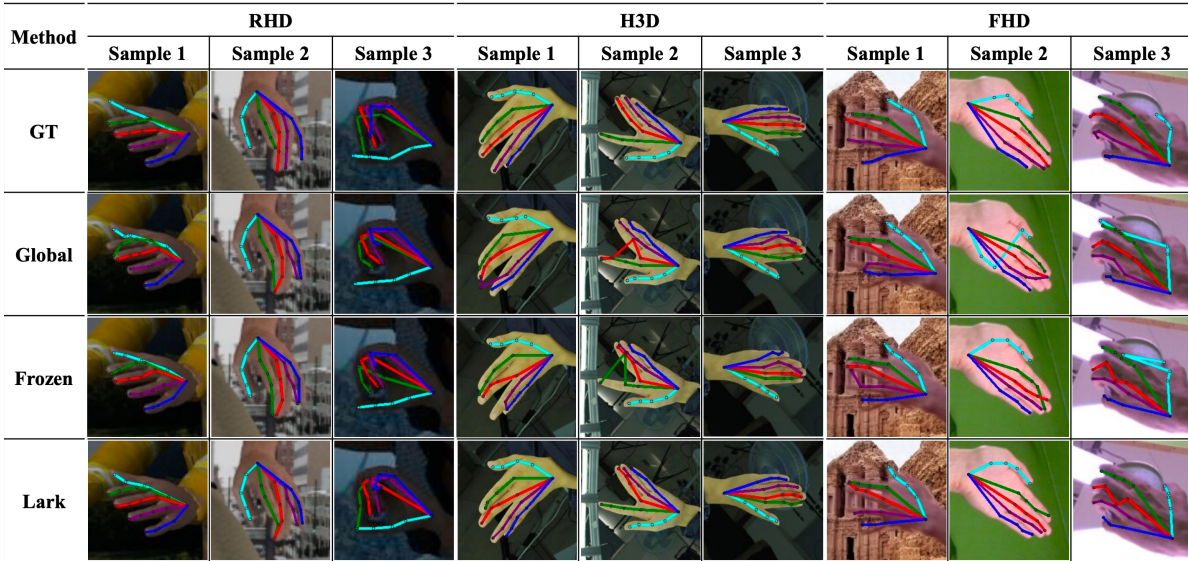 Method RHD H3D FHD
Sample 1 Sample 2 Sample 3 Sample 1 Sample 2 Sample 3 Sample 1 Sample 2 Sample 3
GT
Global
Frozen
Lark